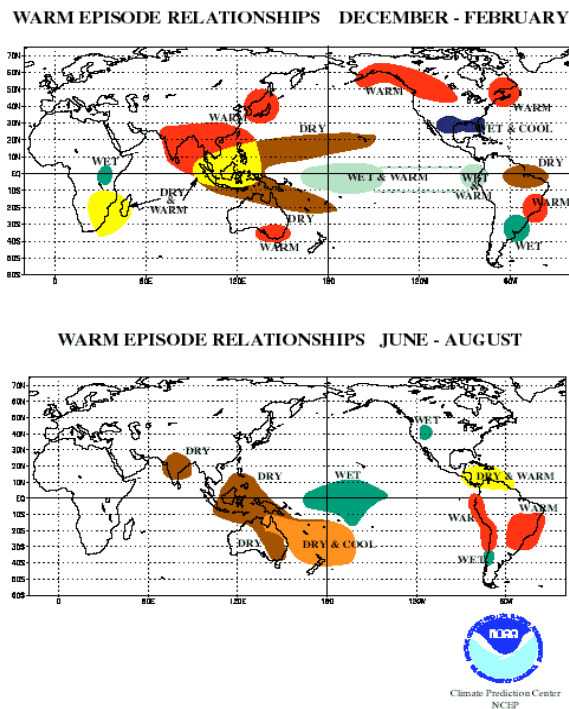 WARM EPISODE RELATIONSHIPS DECEMBER - FEBRUARY
70N
60N
50N
40N
30N
20N
10N
EQ
10S
20S
30S
40S
50S
60S
0
60E
120E
180
120W
60W
WARM
WARM
WARM
WARM
WET & COOL
DRY
WET
DRY
& WARM
WET & WARM
WET
&
WARM
DRY
DRY
WARM
WARM
WET
WARM EPISODE RELATIONSHIPS JUNE - AUGUST
70N
60N
50N
40N
30N
20N
10N
EQ
10S
20S
30S
40S
50S
60S
0
60E
120E
180
120W
60W
WET
DRY
DRY
WET
DRY & WARM
WARM
WARM
DRY
DRY & COOL
WET
NOAA
Climate Prediction Center
NCEP